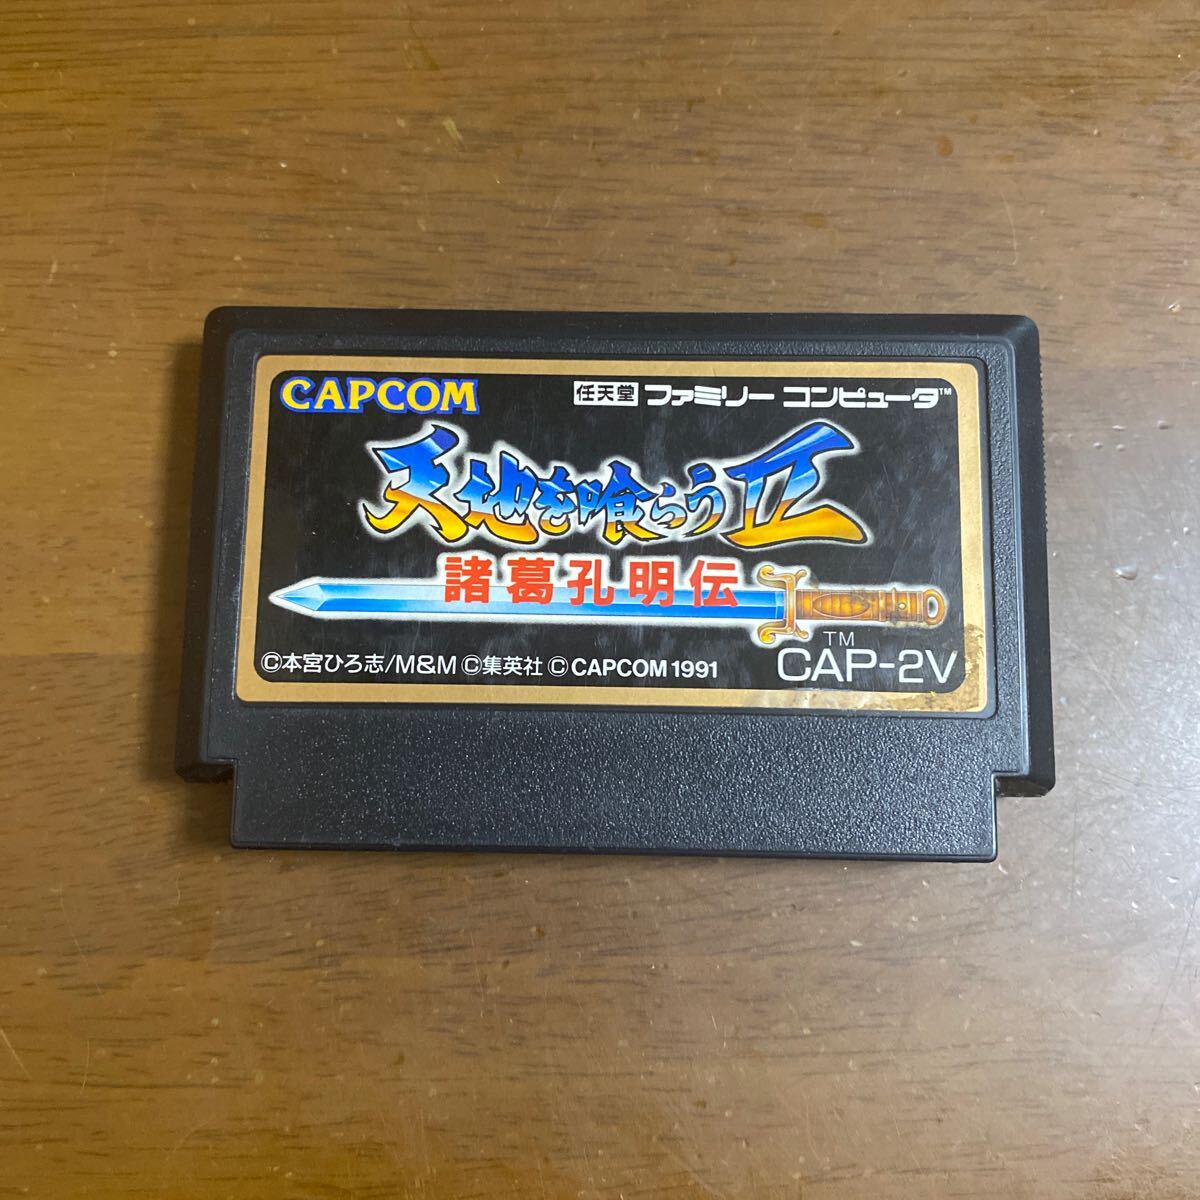 CAPCOM
任天堂 ファミリー コンピュータ™
天地を喰らうⅡ
諸葛孔明伝
TM
©本宮ひろ志/M&M ©集英社 © CAPCOM 1991
CAP-2V